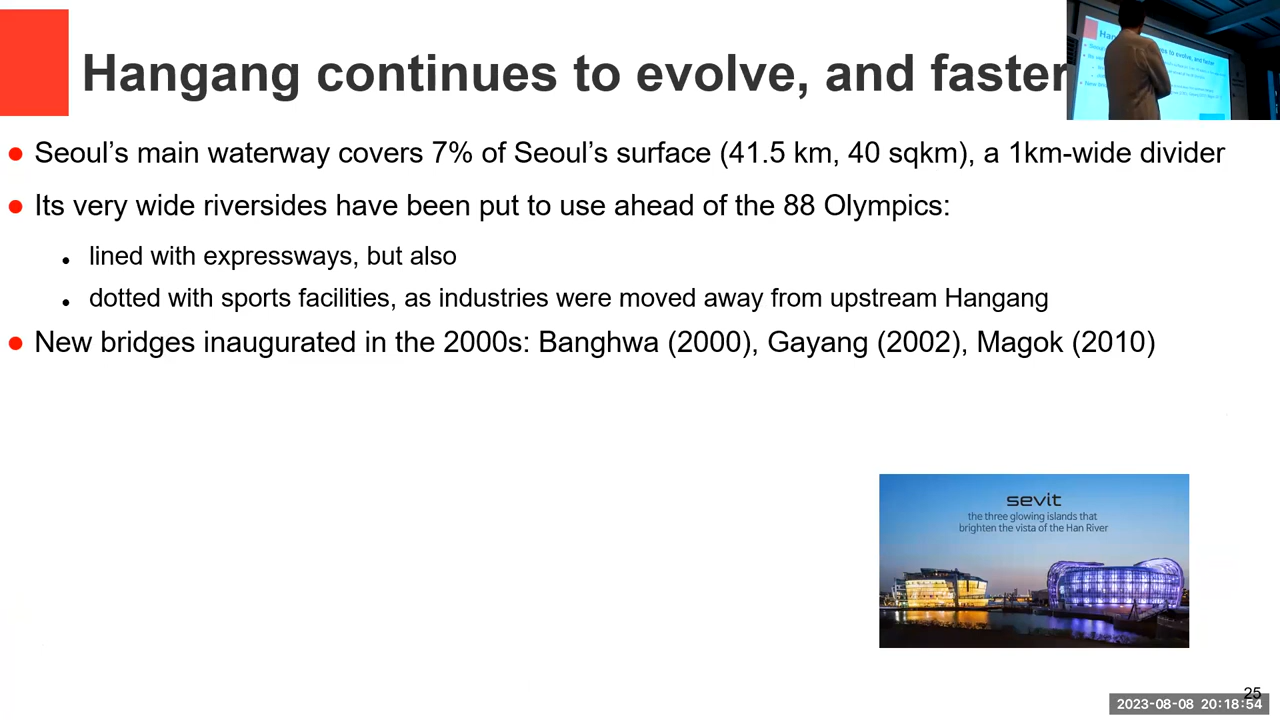 Hangang continues to evolve, and faster
Seoul's main waterway covers 7% of Seoul's surface (41.5 km, 40 sqkm), a 1km-wide divider
Its very wide riversides have been put to use ahead of the 88 Olympics:
lined with expressways, but also
dotted with sports facilities, as industries were moved away from upstream Hangang
New bridges inaugurated in the 2000s: Banghwa (2000), Gayang (2002), Magok (2010)
sevit
the three glowing islands that
brighten the vista of the Han River
25
2023-08-08 20:18:54